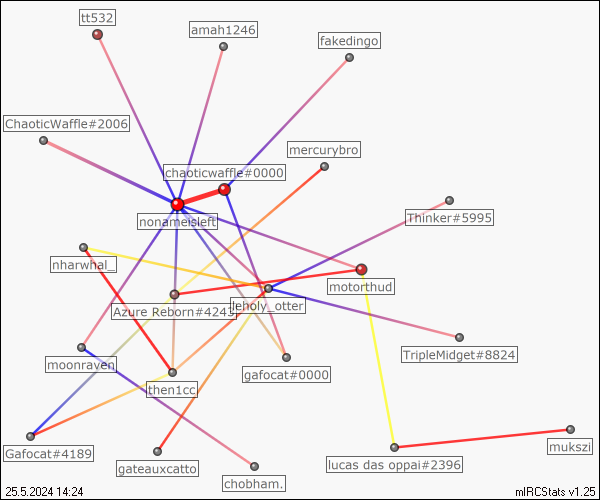 tt532
amah1246
fakedingo
ChaoticWaffle#2006
mercurybro
chaoticwaffle#0000
nonameisleft
Thinker#5995
nharwhal_
motorthud
Azure Reborn#4243
leholy_otter
TripleMidget#8824
moonraven
gafocat#0000
then1cc
Gafocat#4189
mukszi
gateauxcatto
lucas das oppai#2396
chobham.
25.5.2024 14:24
mIRCStats v1.25